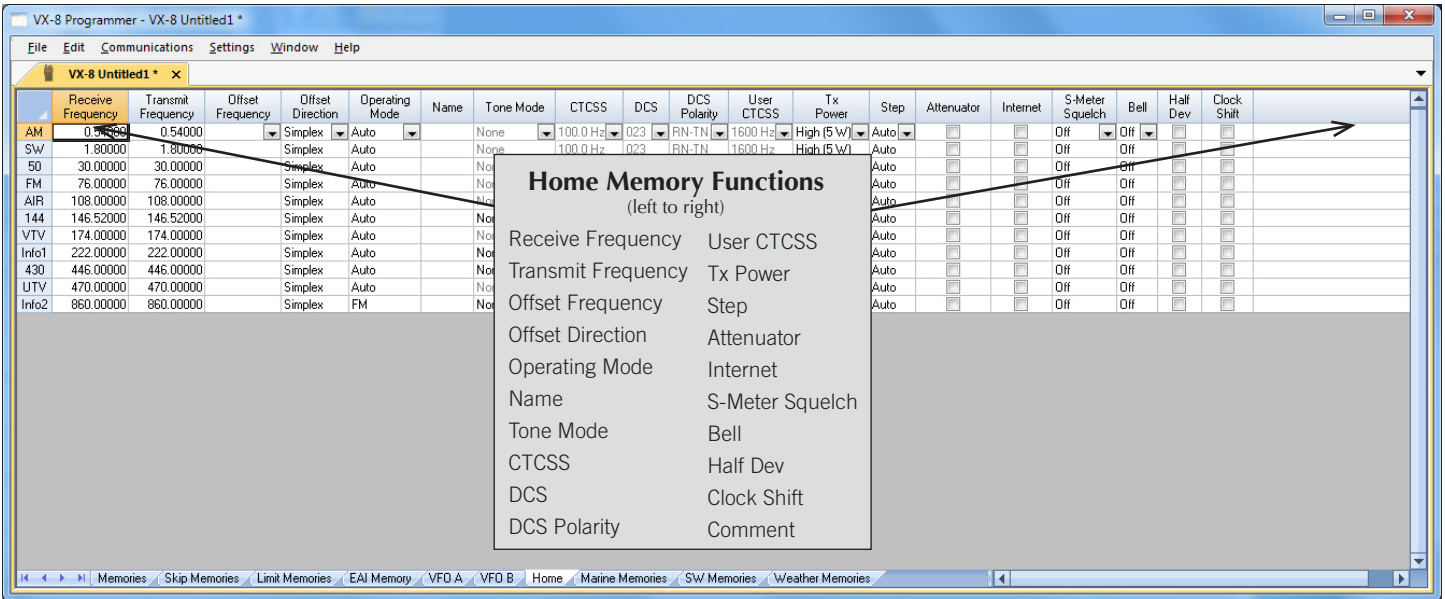 VX-8 Programmer - VX-8 Untitled1 *
File Edit Communications Settings Window Help
VX-8 Untitled1 * x
Receive Frequency Transmit Frequency Offset Frequency Offset Direction Operating Mode Name Tone Mode CTCSS DCS DCS Polarity User CTCSS Tx Power Step Attenuator Internet S-Meter Squelch Bell Half Dev Clock Shift
AM 0.54000 0.54000 Simplex Auto None 100.0 Hz 023 RN-TN 1600 Hz High (5 W) Auto Off Off
SW 1.80000 1.80000 Simplex Auto None 100.0 Hz 023 RN-TN 1600 Hz High (5 W) Auto Off Off
50 30.00000 30.00000 Simplex Auto Auto Off Off
FM 76.00000 76.00000 Simplex Auto Auto Off Off
AIR 108.00000 108.00000 Simplex Auto Auto Off Off
144 146.52000 146.52000 Simplex Auto Auto Off Off
VTV 174.00000 174.00000 Simplex Auto Auto Off Off
Info1 222.00000 222.00000 Simplex Auto Auto Off Off
430 446.00000 446.00000 Simplex Auto Auto Off Off
UTV 470.00000 470.00000 Simplex Auto Auto Off Off
Info2 860.00000 860.00000 Simplex FM Auto Off Off
Home Memory Functions
(left to right)
Receive Frequency
Transmit Frequency
Offset Frequency
Offset Direction
Operating Mode
Name
Tone Mode
CTCSS
DCS
DCS Polarity
User CTCSS
Tx Power
Step
Attenuator
Internet
S-Meter Squelch
Bell
Half Dev
Clock Shift
Comment
Memories Skip Memories Limit Memories EAI Memory VFO A VFO B Home Marine Memories SW Memories Weather Memories